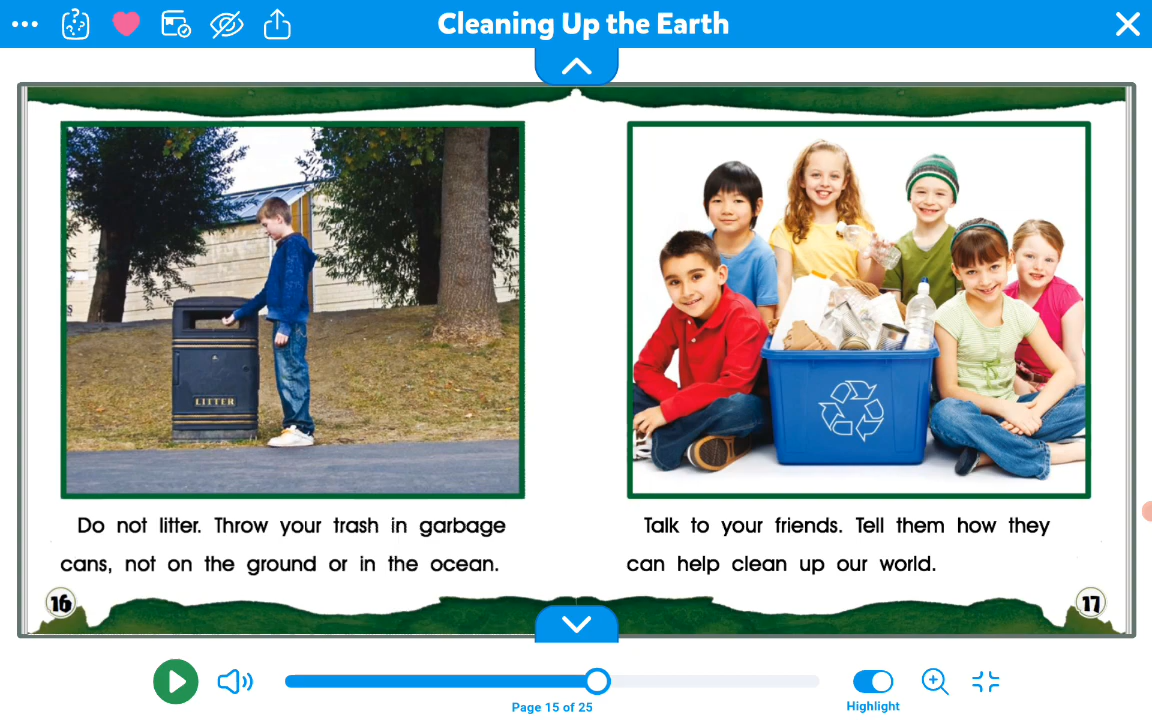 Cleaning Up the Earth
LITTER
Do not litter. Throw your trash in garbage
cans, not on the ground or in the ocean.
16
Talk to your friends. Tell them how they
can help clean up our world.
17
Page 15 of 25
Highlight